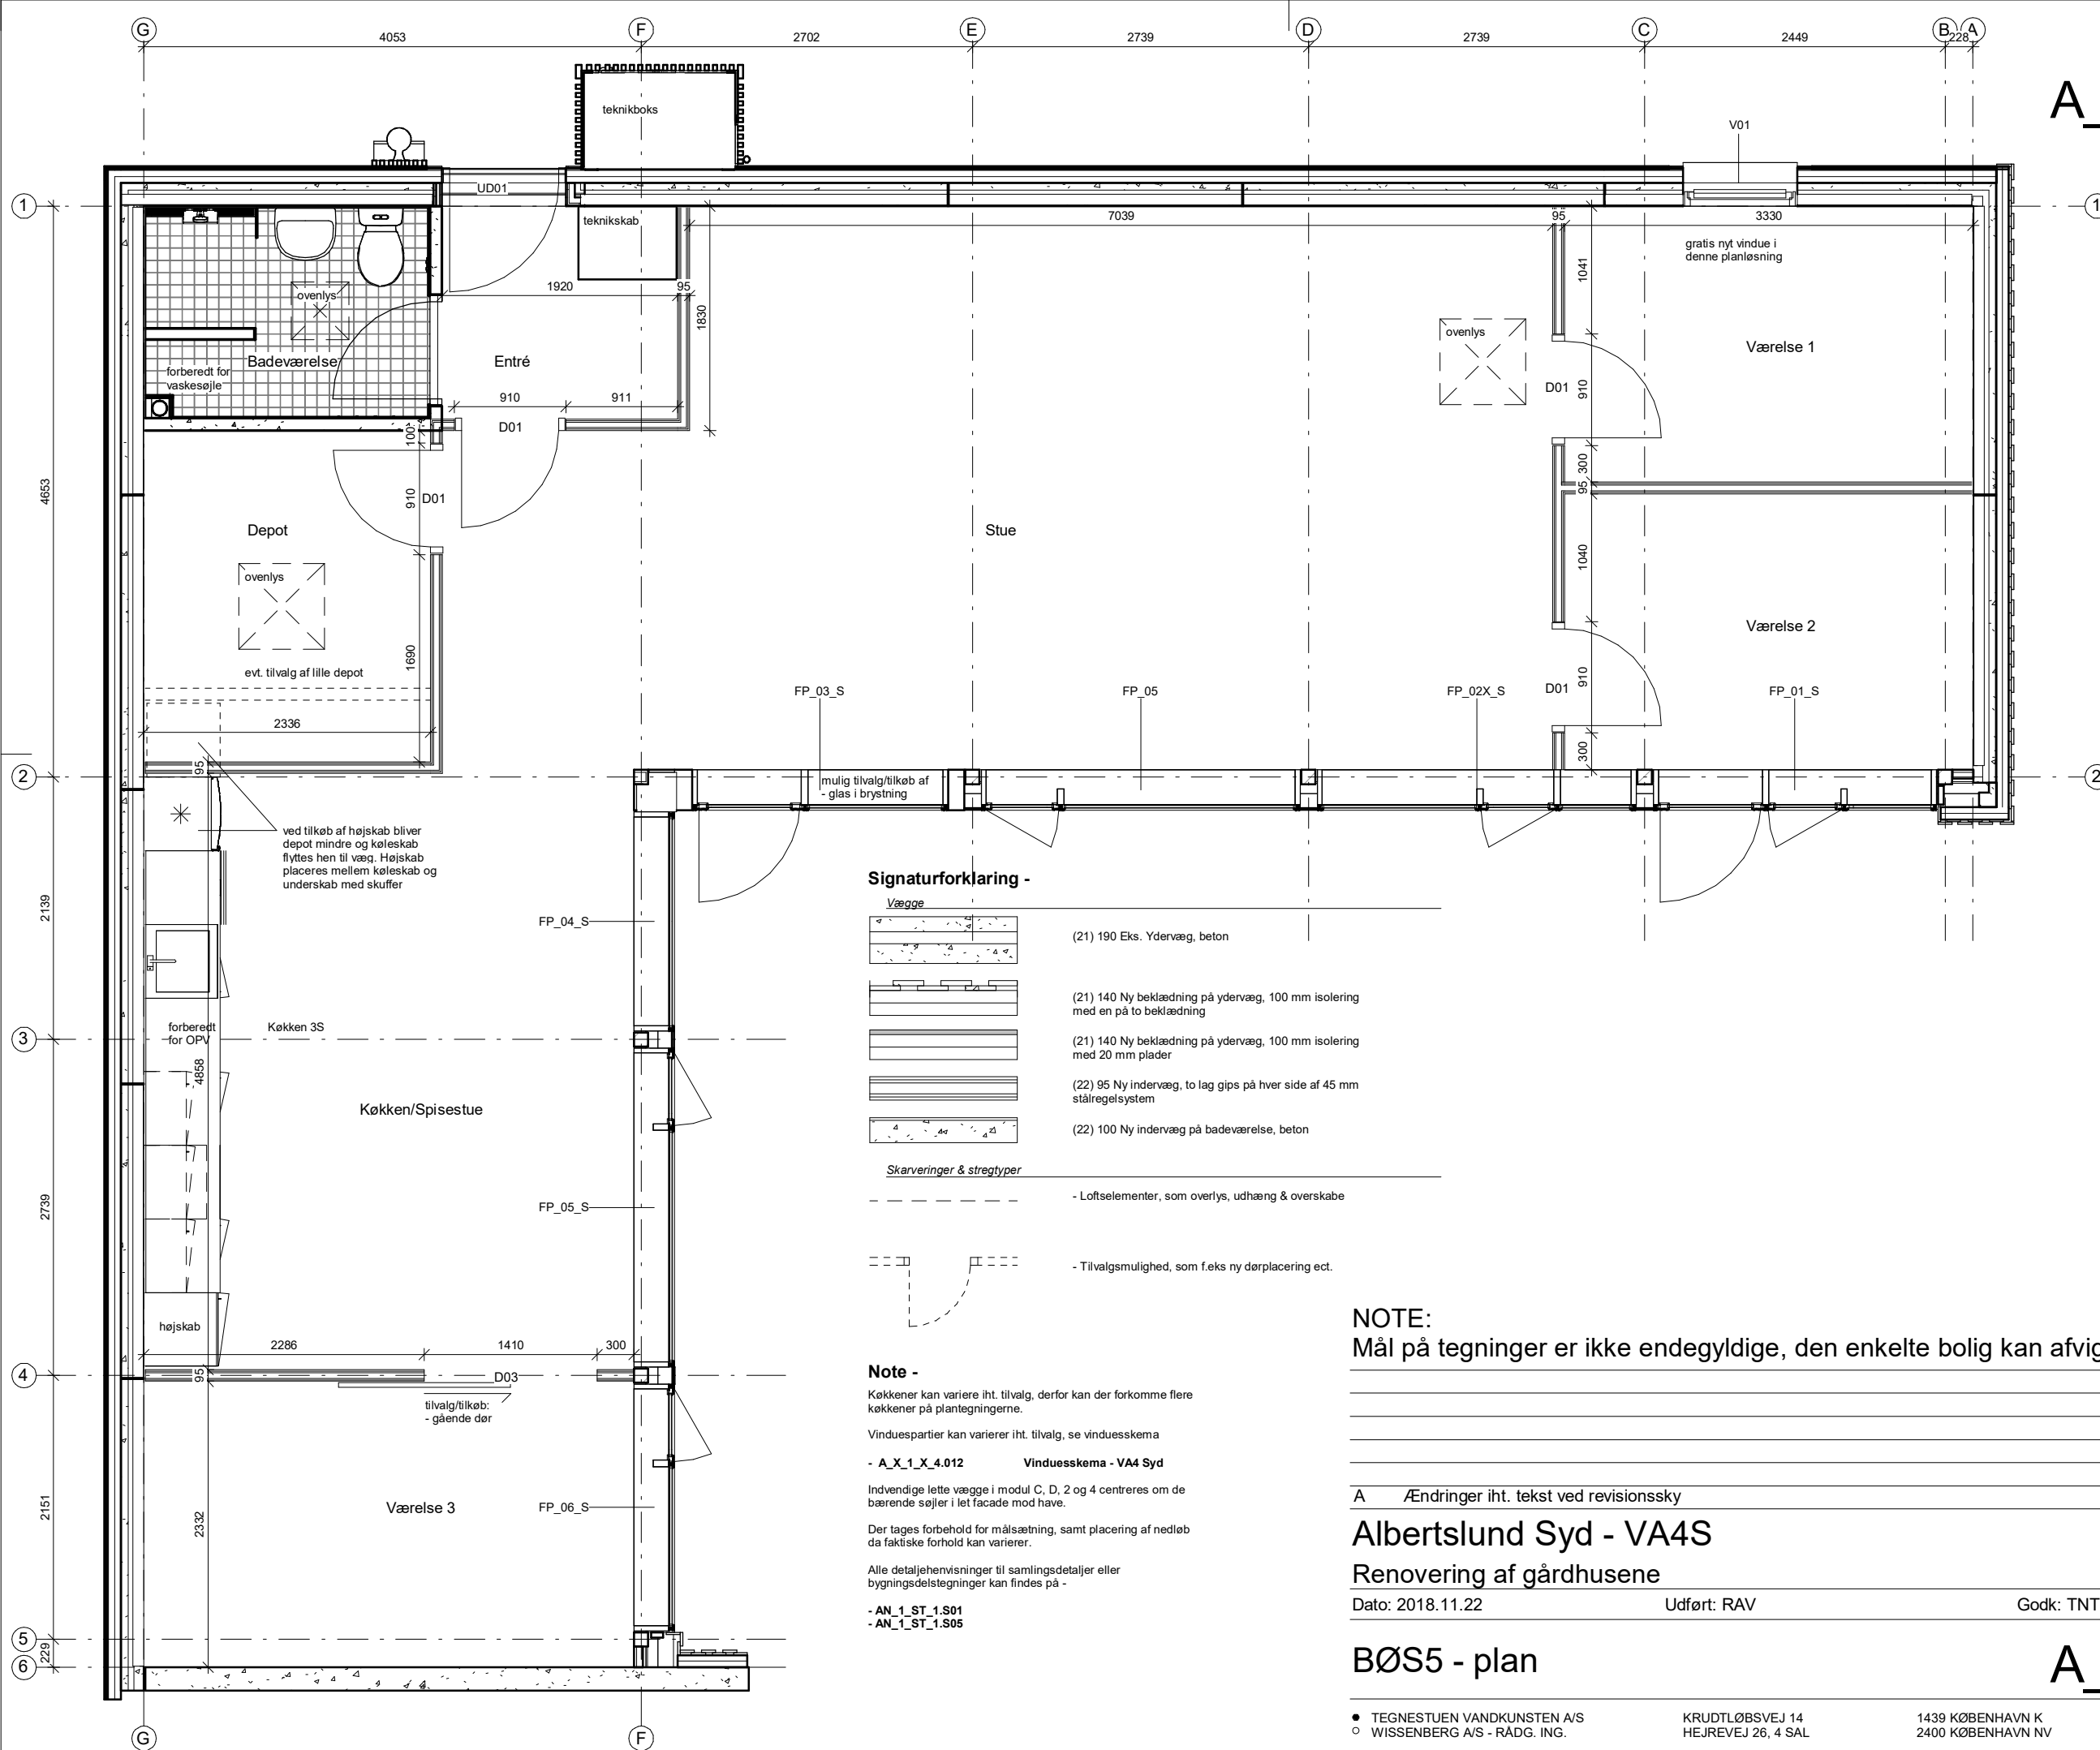 G
F
E
D
C
B
A
4053
2702
2739
2739
2449
228
A_
teknikboks
V01
UD01
1
1
teknikskab
7039
95
3330
gratis nyt vindue i
denne planløsning
1041
ovenlys
1920
95
1830
ovenlys
Værelse 1
Badeværelse
Entré
forberedt for
vaskesøjle
910
911
D01
910
D01
100
300
95
4653
910
D01
Depot
Stue
ovenlys
1040
1690
Værelse 2
evt. tilvalg af lille depot
FP_03_S
FP_05
FP_02X_S
D01
910
FP_01_S
2336
95
300
2
2
mulig tilvalg/tilkøb af
- glas i brystning
ved tilkøb af højskab bliver
depot mindre og køleskab
flyttes hen til væg. Højskab
placeres mellem køleskab og
underskab med skuffer
2139
FP_04_S
Signaturforklaring -
Vægge
(21) 190 Eks. Ydervæg, beton
(21) 140 Ny beklædning på ydervæg, 100 mm isolering
med en på to beklædning
(21) 140 Ny beklædning på ydervæg, 100 mm isolering
med 20 mm plader
(22) 95 Ny indervæg, to lag gips på hver side af 45 mm
stålregelsystem
(22) 100 Ny indervæg på badeværelse, beton
Skarveringer & stregtyper
- Loftselementer, som overlys, udhæng & overskabe
- Tilvalgsmulighed, som f.eks ny dørplacering ect.
3
forberedt
for OPV
Køkken 3S
4858
Køkken/Spisestue
2739
FP_05_S
højskab
2286
1410
300
4
95
D03
tilvalg/tilkøb:
- gående dør
2151
2332
Værelse 3
FP_06_S
5
229
6
G
F
Note -
Køkkener kan variere iht. tilvalg, derfor kan der forkomme flere
køkkener på plantegningerne.
Vinduespartier kan varierer iht. tilvalg, se vinduesskema
- A_X_1_X_4.012 Vinduesskema - VA4 Syd
Indvendige lette vægge i modul C, D, 2 og 4 centreres om de
bærende søjler i let facade mod have.
Der tages forbehold for målsætning, samt placering af nedløb
da faktiske forhold kan varierer.
Alle detaljehenvisninger til samlingsdetaljer eller
bygningsdelstegninger kan findes på -
- AN_1_ST_1.S01
- AN_1_ST_1.S05
NOTE:
Mål på tegninger er ikke endegyldige, den enkelte bolig kan afvig
A Ændringer iht. tekst ved revisionssky
Albertslund Syd - VA4S
Renovering af gårdhusene
Dato: 2018.11.22 Udført: RAV Godk: TNT
BØS5 - plan A_
TEGNESTUEN VANDKUNSTEN A/S KRUDTLØBSVEJ 14 1439 KØBENHAVN K
WISSENBERG A/S - RÅDG. ING. HEJREVEJ 26, 4 SAL 2400 KØBENHAVN NV